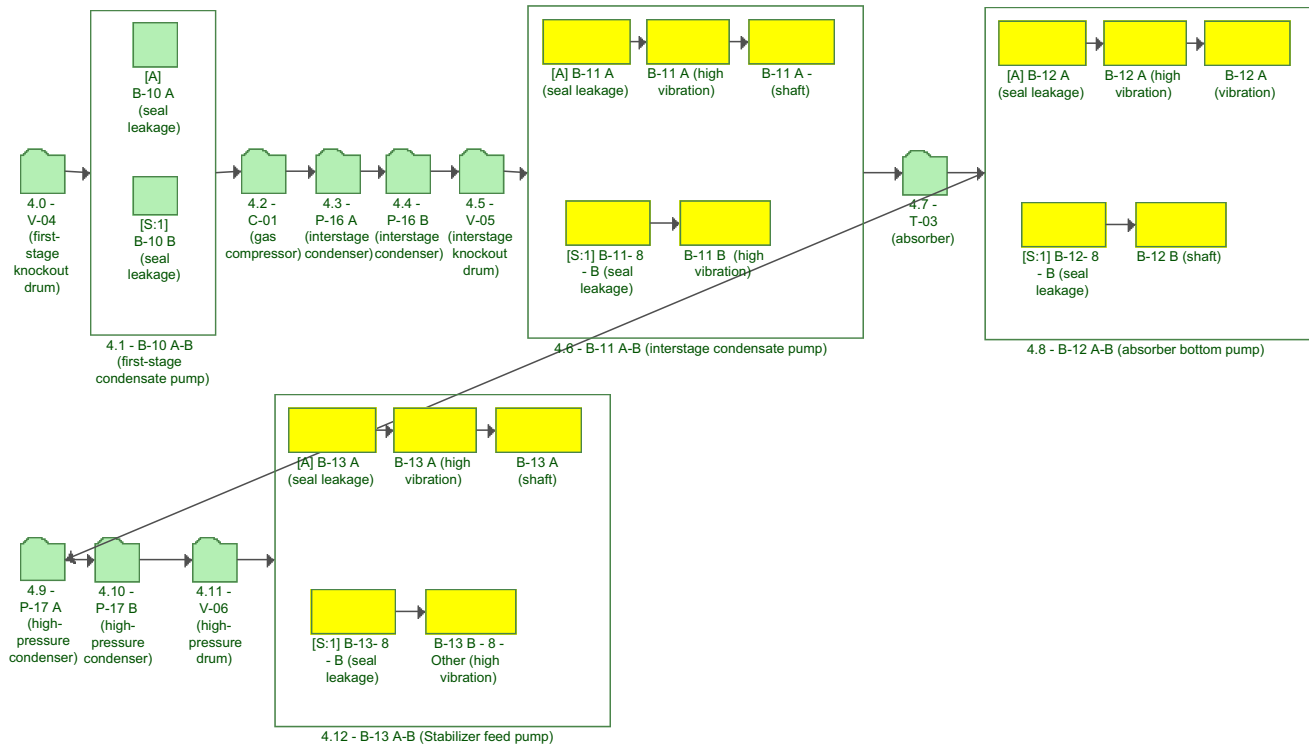 [A]
B-10 A
(seal
leakage)
[S:1]
B-10 B
(seal
leakage)
4.0 -
V-04
(first-
stage
knockout
drum)
4.1 - B-10 A-B
(first-stage
condensate pump)
4.2 -
C-01
(gas
compressor)
4.3 -
P-16 A
(interstage
condenser)
4.4 -
P-16 B
(interstage
condenser)
4.5 -
V-05
(interstage
knockout
drum)
[A] B-11 A
(seal leakage)
B-11 A (high
vibration)
B-11 A -
(shaft)
[S:1] B-11- 8
- B (seal
leakage)
B-11 B  (high
vibration)
4.6 - B-11 A-B (interstage condensate pump)
4.7 -
T-03
(absorber)
[A] B-12 A
(seal leakage)
B-12 A (high
vibration)
B-12 A
(vibration)
[S:1] B-12- 8
- B (seal
leakage)
B-12 B (shaft)
4.8 - B-12 A-B (absorber bottom pump)
4.9 -
P-17 A
(high-
pressure
condenser)
4.10 -
P-17 B
(high-
pressure
condenser)
4.11 -
V-06
(high-
pressure
drum)
[A] B-13 A
(seal leakage)
B-13 A (high
vibration)
B-13 A
(shaft)
[S:1] B-13- 8
- B (seal
leakage)
B-13 B - 8 -
Other (high
vibration)
4.12 - B-13 A-B (Stabilizer feed pump)